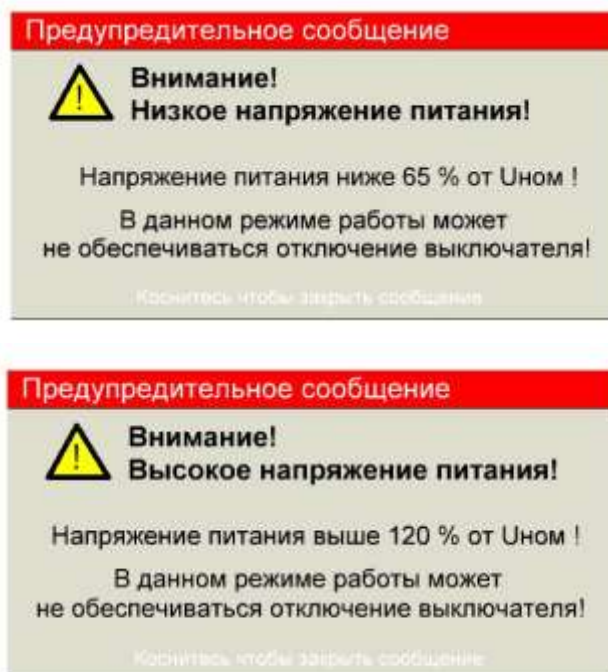 Предупредительное сообщение
!
Внимание!
Низкое напряжение питания!
Напряжение питания ниже 65 % от Uном !
В данном режиме работы может
не обеспечиваться отключение выключателя!
Коснитесь чтобы закрыть сообщение
Предупредительное сообщение
!
Внимание!
Высокое напряжение питания!
Напряжение питания выше 120 % от Uном !
В данном режиме работы может
не обеспечиваться отключение выключателя!
Коснитесь чтобы закрыть сообщение